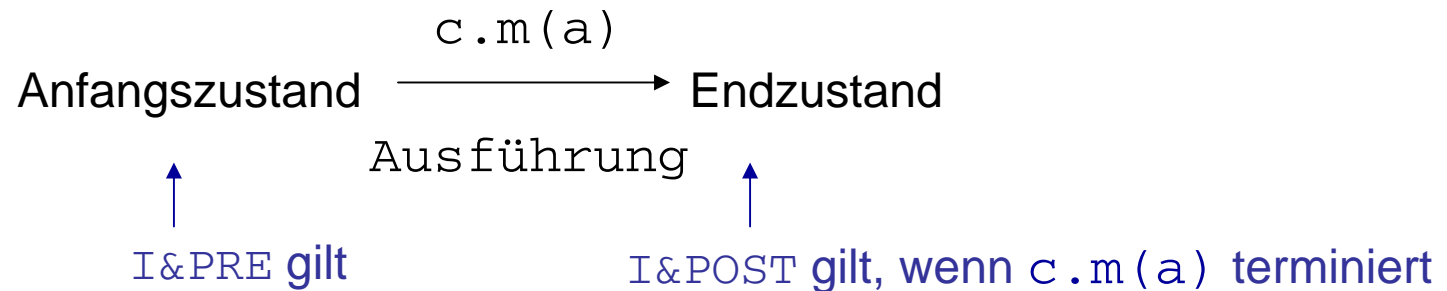 c.m(a)
Anfangszustand Endzustand
Ausführung
I&PRE gilt I&POST gilt, wenn c.m(a) terminiert